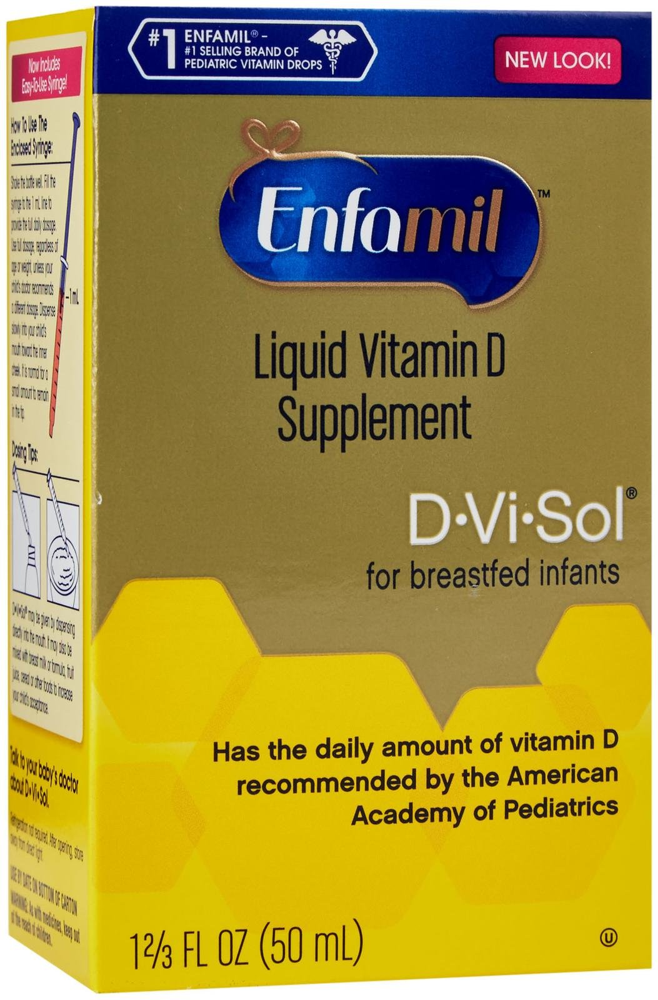 #1 ENFAMIL® –
#1 SELLING BRAND OF
PEDIATRIC VITAMIN DROPS
NEW LOOK!
Enfamil™
Liquid Vitamin D
Supplement
D•Vi•Sol®
for breastfed infants
Has the daily amount of vitamin D
recommended by the American
Academy of Pediatrics
1⅔ FL OZ (50 mL)
U
Now Includes
Easy-To-Use Syringe!
How To Use The
Enclosed Syringe:
Shake the bottle well. Fill the
syringe to the 1 mL line to
provide the full daily dosage.
Use full dosage, regardless of
age or weight, unless your
child's doctor recommends
a different dosage. Dispense
slowly into your child's
mouth toward the inner
cheek. It is normal for a
small amount to remain
in the tip.
–1 mL
Dosing Tips:
D•Vi•Sol® may be given by dispensing
directly into the mouth. It may also be
mixed with breast milk or formula, fruit
juice, cereal or other foods to increase
your child's acceptance.
Talk to your baby's doctor
about D•Vi•Sol.
Refrigeration not required. After opening, store
away from direct light.
USE BY DATE ON BOTTOM OF CARTON
WARNING: As with medicines, keep out
of the reach of children.